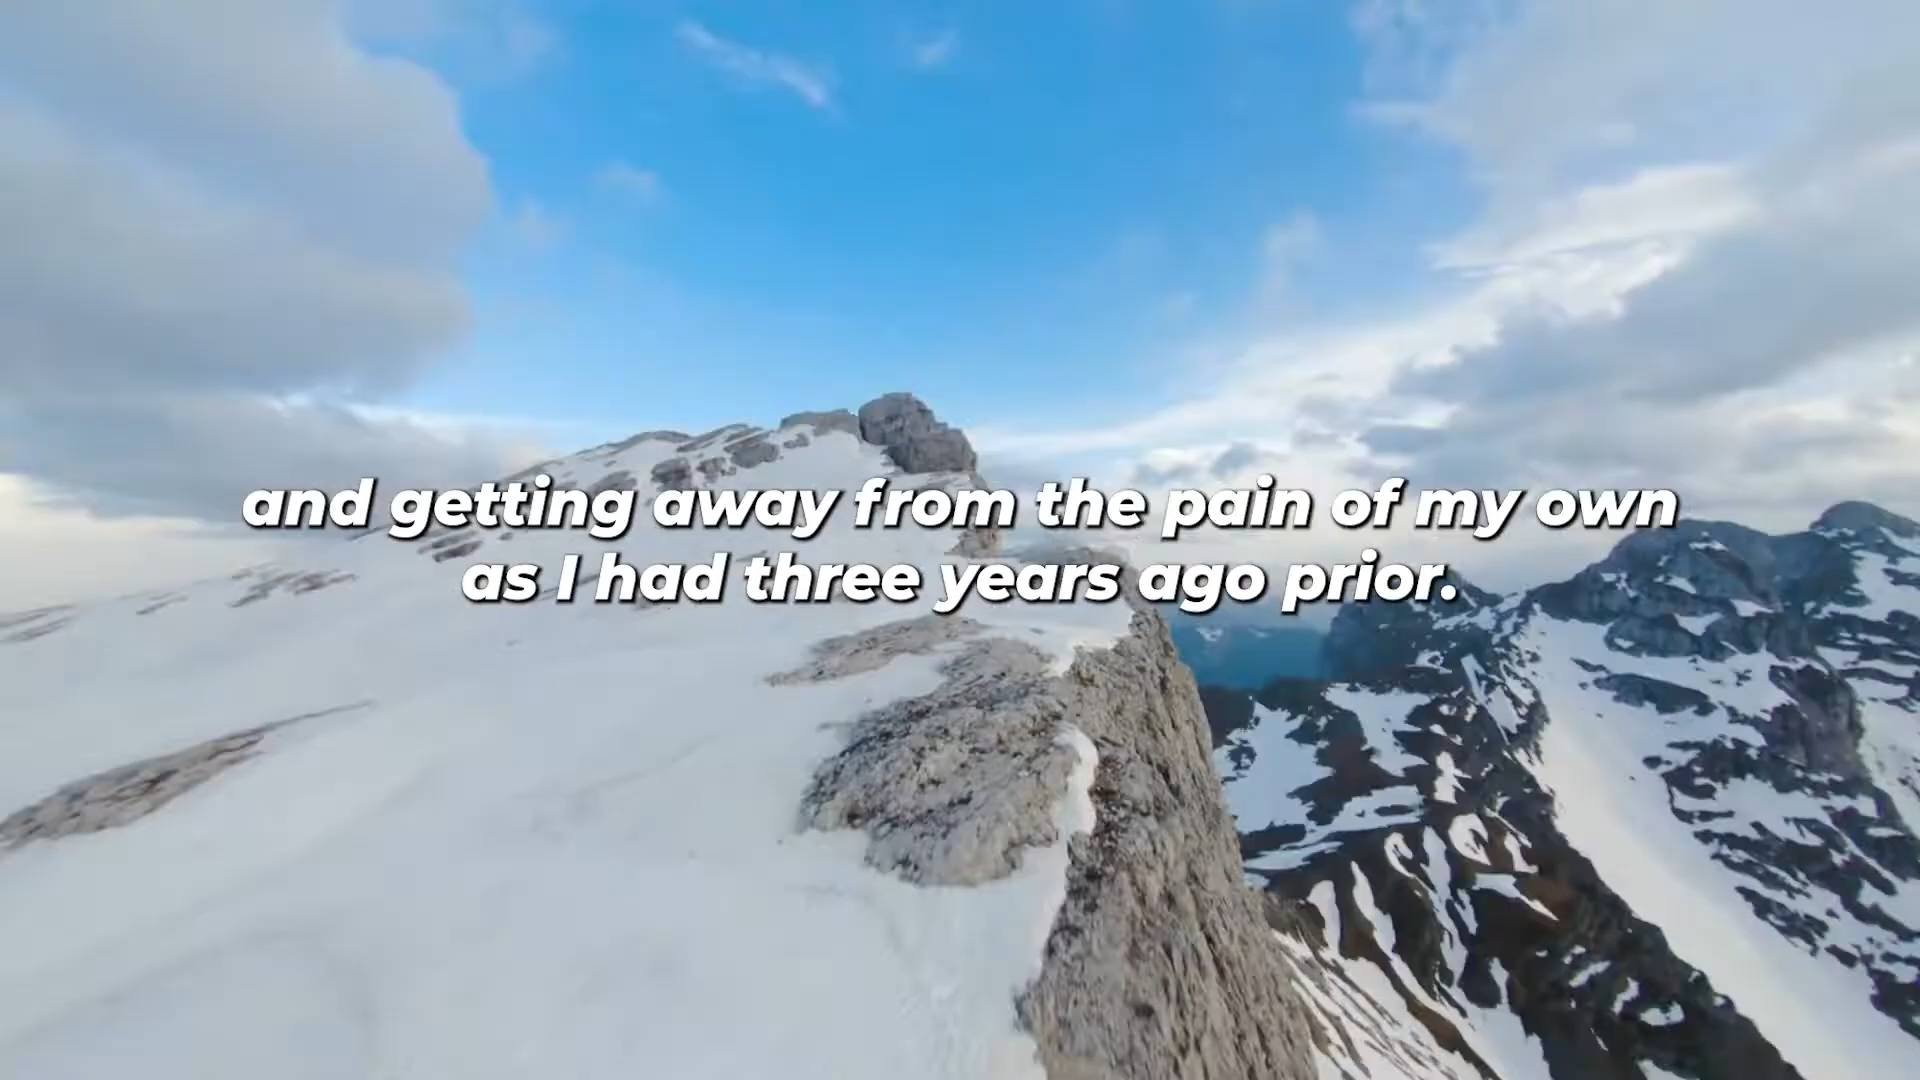 and getting away from the pain of my own
as I had three years ago prior.